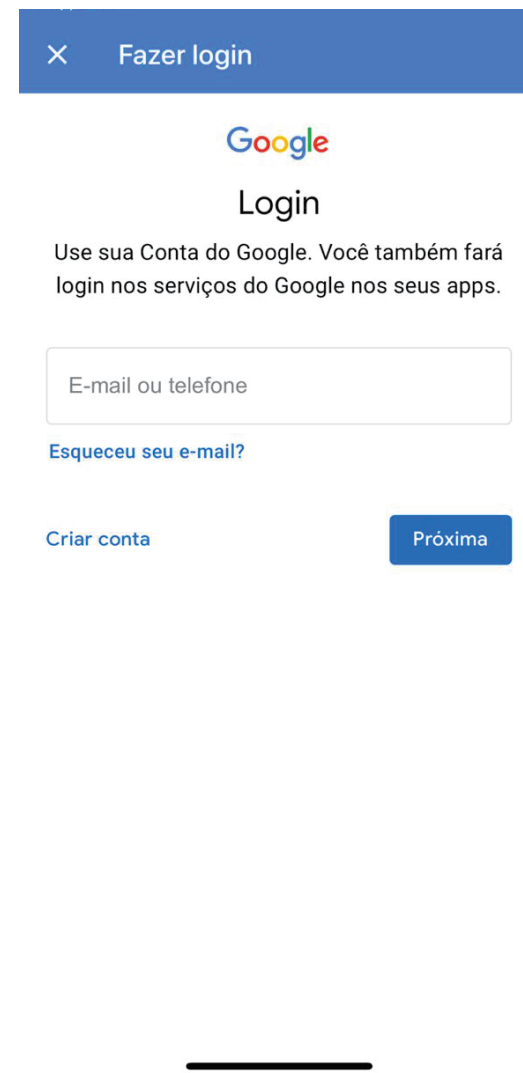 Fazer login
Google
Login
Use sua Conta do Google. Você também fará
login nos serviços do Google nos seus apps.
E-mail ou telefone
Esqueceu seu e-mail?
Criar conta
Próxima